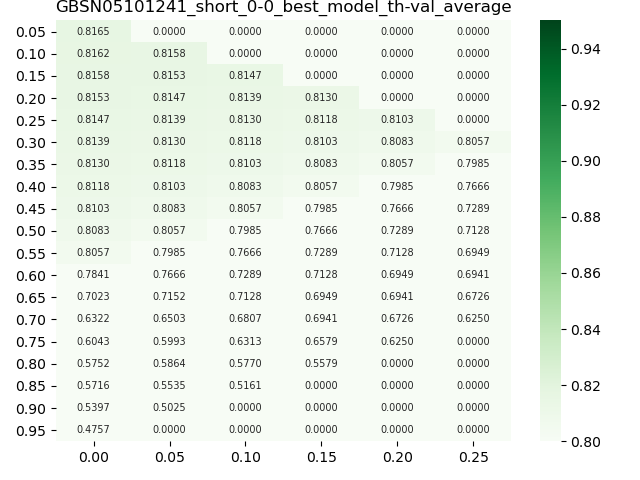 GBSN05101241_short_0-0_best_model_th-val_average
0.05 0.8165 0.0000 0.0000 0.0000 0.0000 0.0000
0.10 0.8162 0.8158 0.0000 0.0000 0.0000 0.0000
0.15 0.8158 0.8153 0.8147 0.0000 0.0000 0.0000
0.20 0.8153 0.8147 0.8139 0.8130 0.0000 0.0000
0.25 0.8147 0.8139 0.8130 0.8118 0.8103 0.0000
0.30 0.8139 0.8130 0.8118 0.8103 0.8083 0.8057
0.35 0.8130 0.8118 0.8103 0.8083 0.8057 0.7985
0.40 0.8118 0.8103 0.8083 0.8057 0.7985 0.7666
0.45 0.8103 0.8083 0.8057 0.7985 0.7666 0.7289
0.50 0.8083 0.8057 0.7985 0.7666 0.7289 0.7128
0.55 0.8057 0.7985 0.7666 0.7289 0.7128 0.6949
0.60 0.7841 0.7666 0.7289 0.7128 0.6949 0.6941
0.65 0.7023 0.7152 0.7128 0.6949 0.6941 0.6726
0.70 0.6322 0.6503 0.6807 0.6941 0.6726 0.6250
0.75 0.6043 0.5993 0.6313 0.6579 0.6250 0.0000
0.80 0.5752 0.5864 0.5770 0.5579 0.0000 0.0000
0.85 0.5716 0.5535 0.5161 0.0000 0.0000 0.0000
0.90 0.5397 0.5025 0.0000 0.0000 0.0000 0.0000
0.95 0.4757 0.0000 0.0000 0.0000 0.0000 0.0000
0.00 0.05 0.10 0.15 0.20 0.25
0.94
0.92
0.90
0.88
0.86
0.84
0.82
0.80